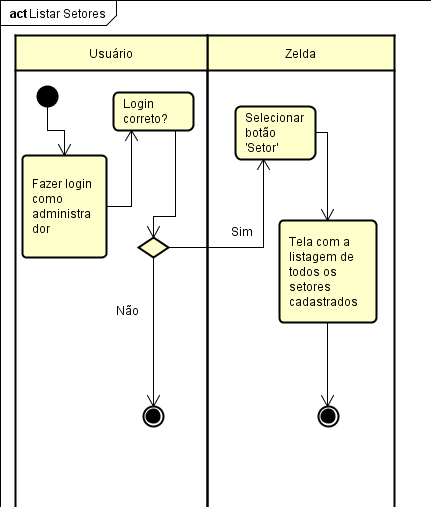 act Listar Setores
Usuário
Zelda
Login
correto?
Selecionar
botão
'Setor'
Fazer login
como
administra
dor
Sim
Tela com a
listagem de
todos os
setores
cadastrados
Não